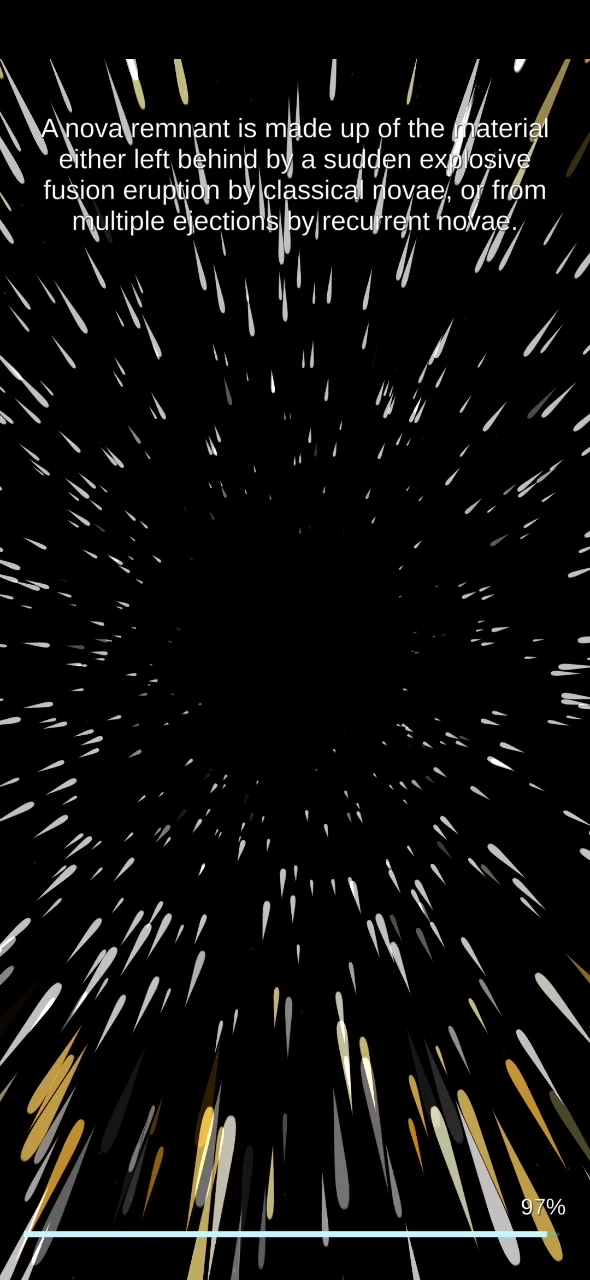 A nova remnant is made up of the material
either left behind by a sudden explosive
fusion eruption by classical novae, or from
multiple ejections by recurrent novae.
97%